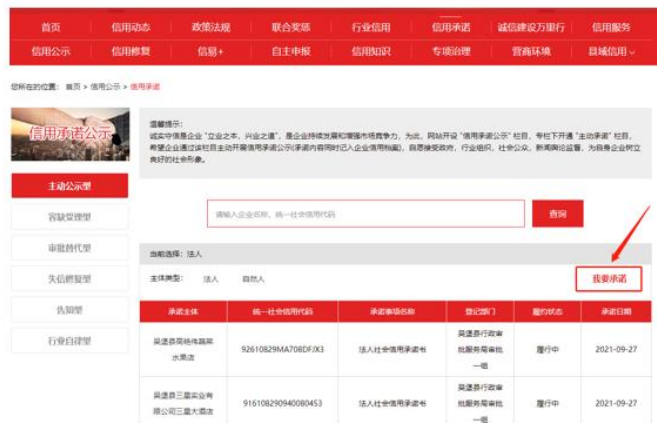 首页 信用动态 政策法规 联合奖惩 行业信用 信用承诺 诚信建设万里行 信用服务
信用公示 信用修复 信易+ 自主申报 信用知识 专项治理 营商环境 县域信用
您所在的位置: 首页 > 信用公示 > 信用承诺
信用承诺公示
温馨提示:
诚实守信是企业“立业之本，兴业之道”，是企业持续发展和增强市场竞争力，为此，网站开设“信用承诺公示”栏目，专栏下开通“主动承诺”栏目，
希望企业通过该栏目主动开展信用承诺公示(承诺内容同时记入企业信用档案)，自愿接受政府，行业组织，社会公众，新闻舆论监督，为自身企业树立
良好的社会形象。
主动公示型
容缺受理型
审批替代型
失信修复型
告知型
行业自律型
请输入企业名称、统一社会信用代码 查询
当前选择: 法人
主体类型: 法人 自然人 我要承诺
承诺主体 统一社会信用代码 承诺事项名称 登记部门 履约状态 承诺日期
吴堡县 蔬菜
水果店
92610829MA708DFJX3 法人社会信用承诺书
吴堡县行政审
批服务局审批
一组
履行中 2021-09-27
吴堡县三星实业有
限公司三星大酒店
916108290940080453 法人社会信用承诺书
吴堡县行政审
批服务局审批
一组
履行中 2021-09-27